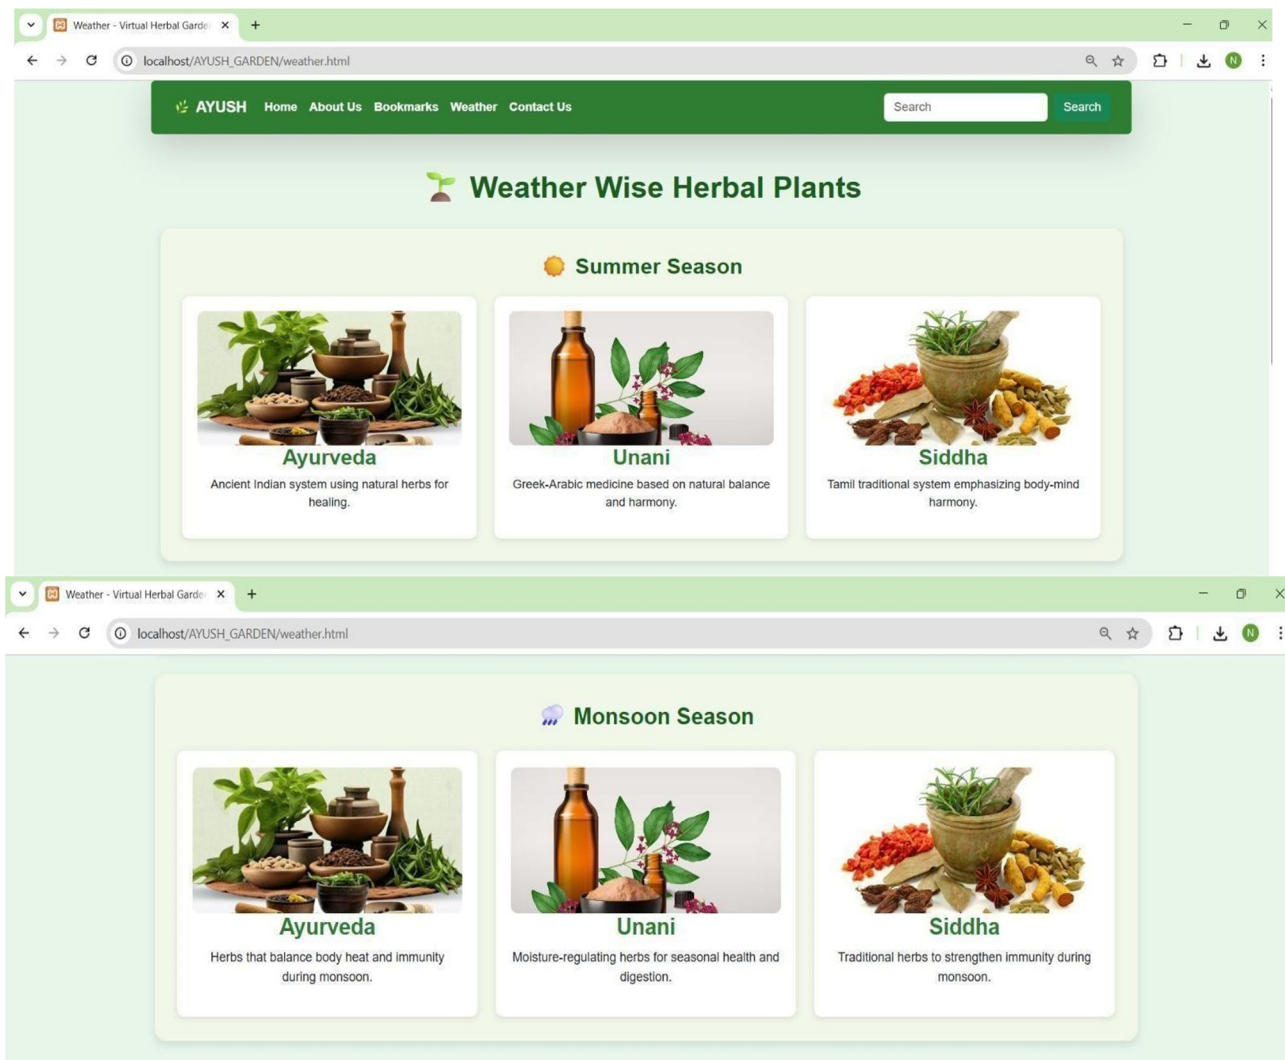 Weather - Virtual Herbal Garde
localhost/AYUSH_GARDEN/weather.html
N
AYUSH Home About Us Bookmarks Weather Contact Us Search Search
Weather Wise Herbal Plants
Summer Season
Ayurveda
Ancient Indian system using natural herbs for
healing.
Unani
Greek-Arabic medicine based on natural balance
and harmony.
Siddha
Tamil traditional system emphasizing body-mind
harmony.
Weather - Virtual Herbal Garde
localhost/AYUSH_GARDEN/weather.html
N
Monsoon Season
Ayurveda
Herbs that balance body heat and immunity
during monsoon.
Unani
Moisture-regulating herbs for seasonal health and
digestion.
Siddha
Traditional herbs to strengthen immunity during
monsoon.